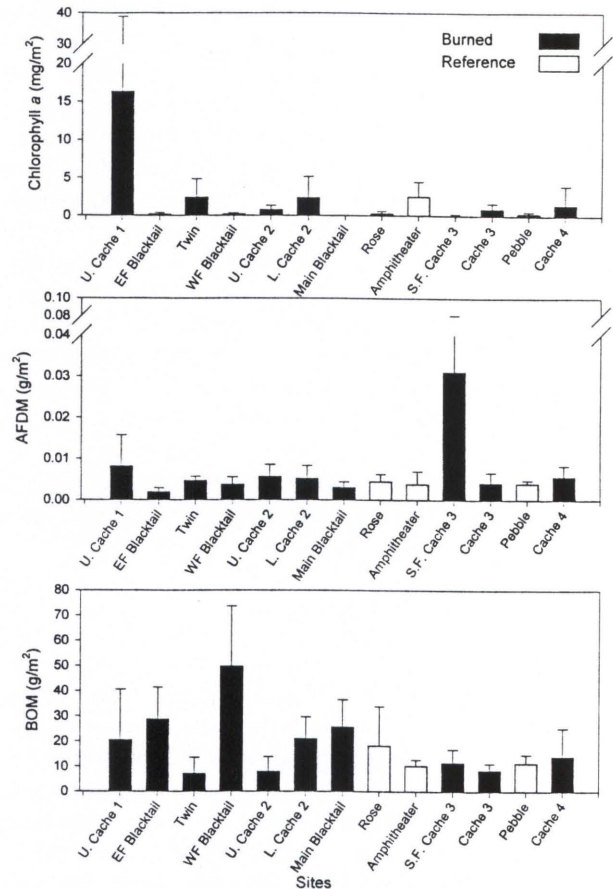 Chlorophyll a (mg/m²)
40
30
20
15
10
5
0
Burned
Reference
U. Cache 1
EF Blacktail
Twin
WF Blacktail
U. Cache 2
L. Cache 2
Main Blacktail
Rose
Amphitheater
S.F. Cache 3
Cache 3
Pebble
Cache 4
AFDM (g/m²)
0.10
0.08
0.04
0.03
0.02
0.01
0.00
U. Cache 1
EF Blacktail
Twin
WF Blacktail
U. Cache 2
L. Cache 2
Main Blacktail
Rose
Amphitheater
S.F. Cache 3
Cache 3
Pebble
Cache 4
BOM (g/m²)
80
70
60
50
40
30
20
10
0
U. Cache 1
EF Blacktail
Twin
WF Blacktail
U. Cache 2
L. Cache 2
Main Blacktail
Rose
Amphitheater
S.F. Cache 3
Cache 3
Pebble
Cache 4
Sites